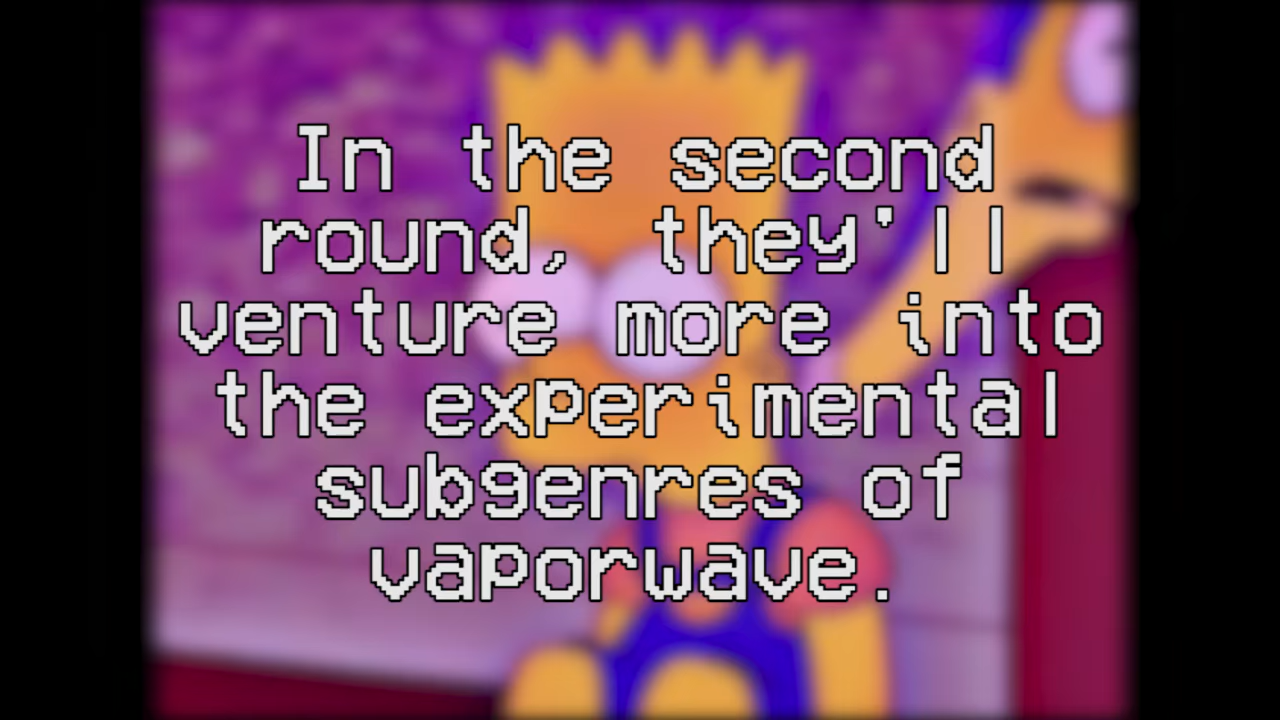 In the second
round, they'll
venture more into
the experimental
subgenres of
vaporwave.